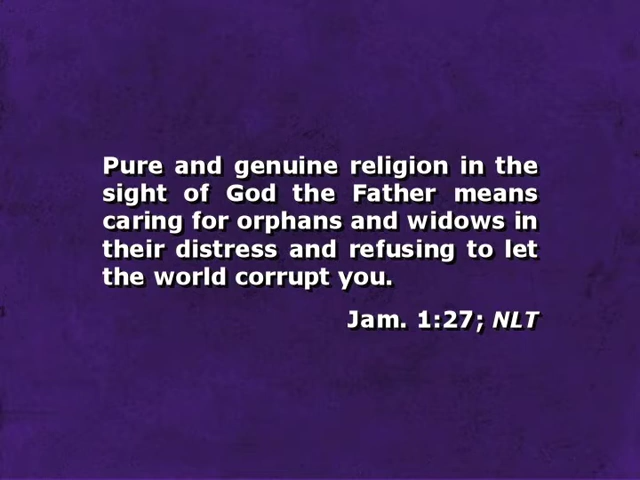 Pure and genuine religion in the
sight of God the Father means
caring for orphans and widows in
their distress and refusing to let
the world corrupt you.
Jam. 1:27; NLT